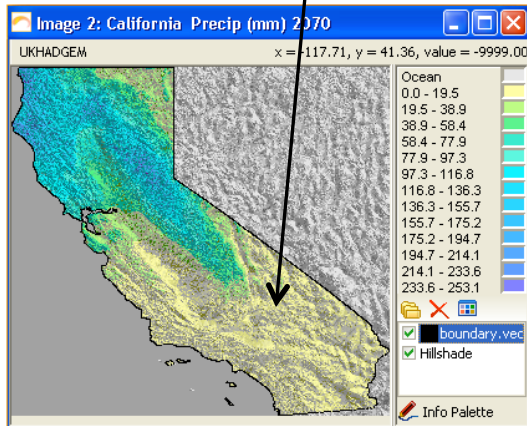 Image 2: California Precip (mm) 2070
UKHADGEM x = -117.71, y = 41.36, value = -9999.00
Ocean
0.0 - 19.5
19.5 - 38.9
38.9 - 58.4
58.4 - 77.9
77.9 - 97.3
97.3 - 116.8
116.8 - 136.3
136.3 - 155.7
155.7 - 175.2
175.2 - 194.7
194.7 - 214.1
214.1 - 233.6
233.6 - 253.1
boundary.vec
Hillshade
Info Palette